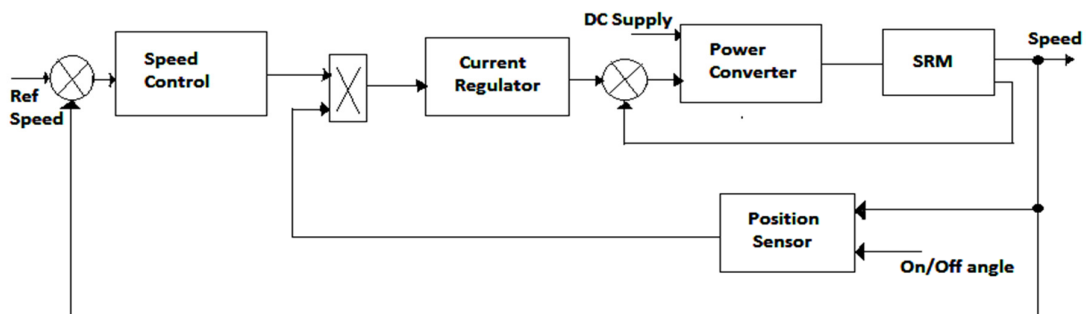 DC Supply
Speed
Speed
Control
Current
Regulator
Power
Converter
SRM
Ref
Speed
Position
Sensor
On/Off angle